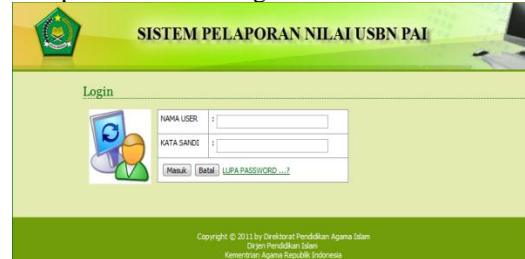 SISTEM PELAPORAN NILAI USBN PAI
Login
NAMA USER :
KATA SANDI :
Masuk Batal LUPA PASSWORD ...?
Copyright © 2011 by Direktorat Pendidikan Agama Islam
Dirjen Pendidikan Islam
Kementrian Agama Republik Indonesia